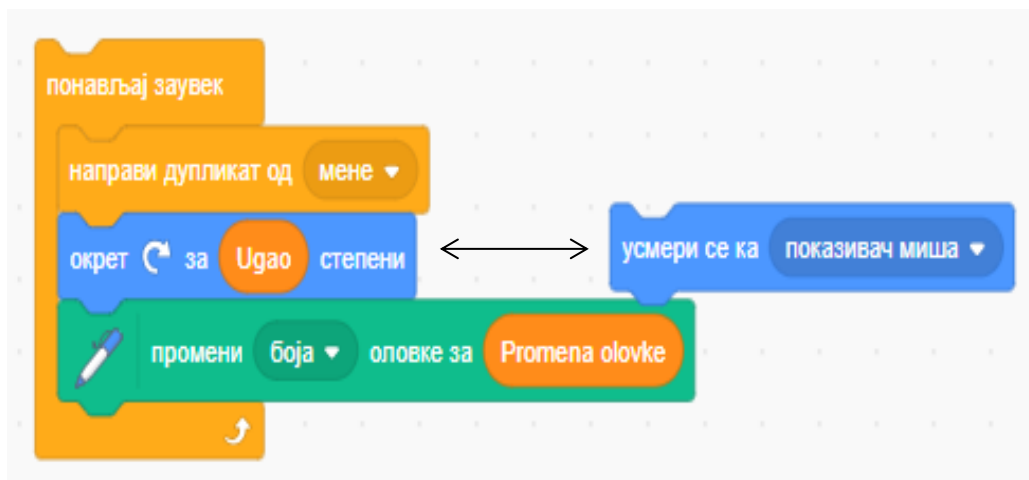 понављај заувек
направи дупликат од мене
окрет за Ugao степени
усмери се ка показивач миша
промени боја оловке за Promena olovke